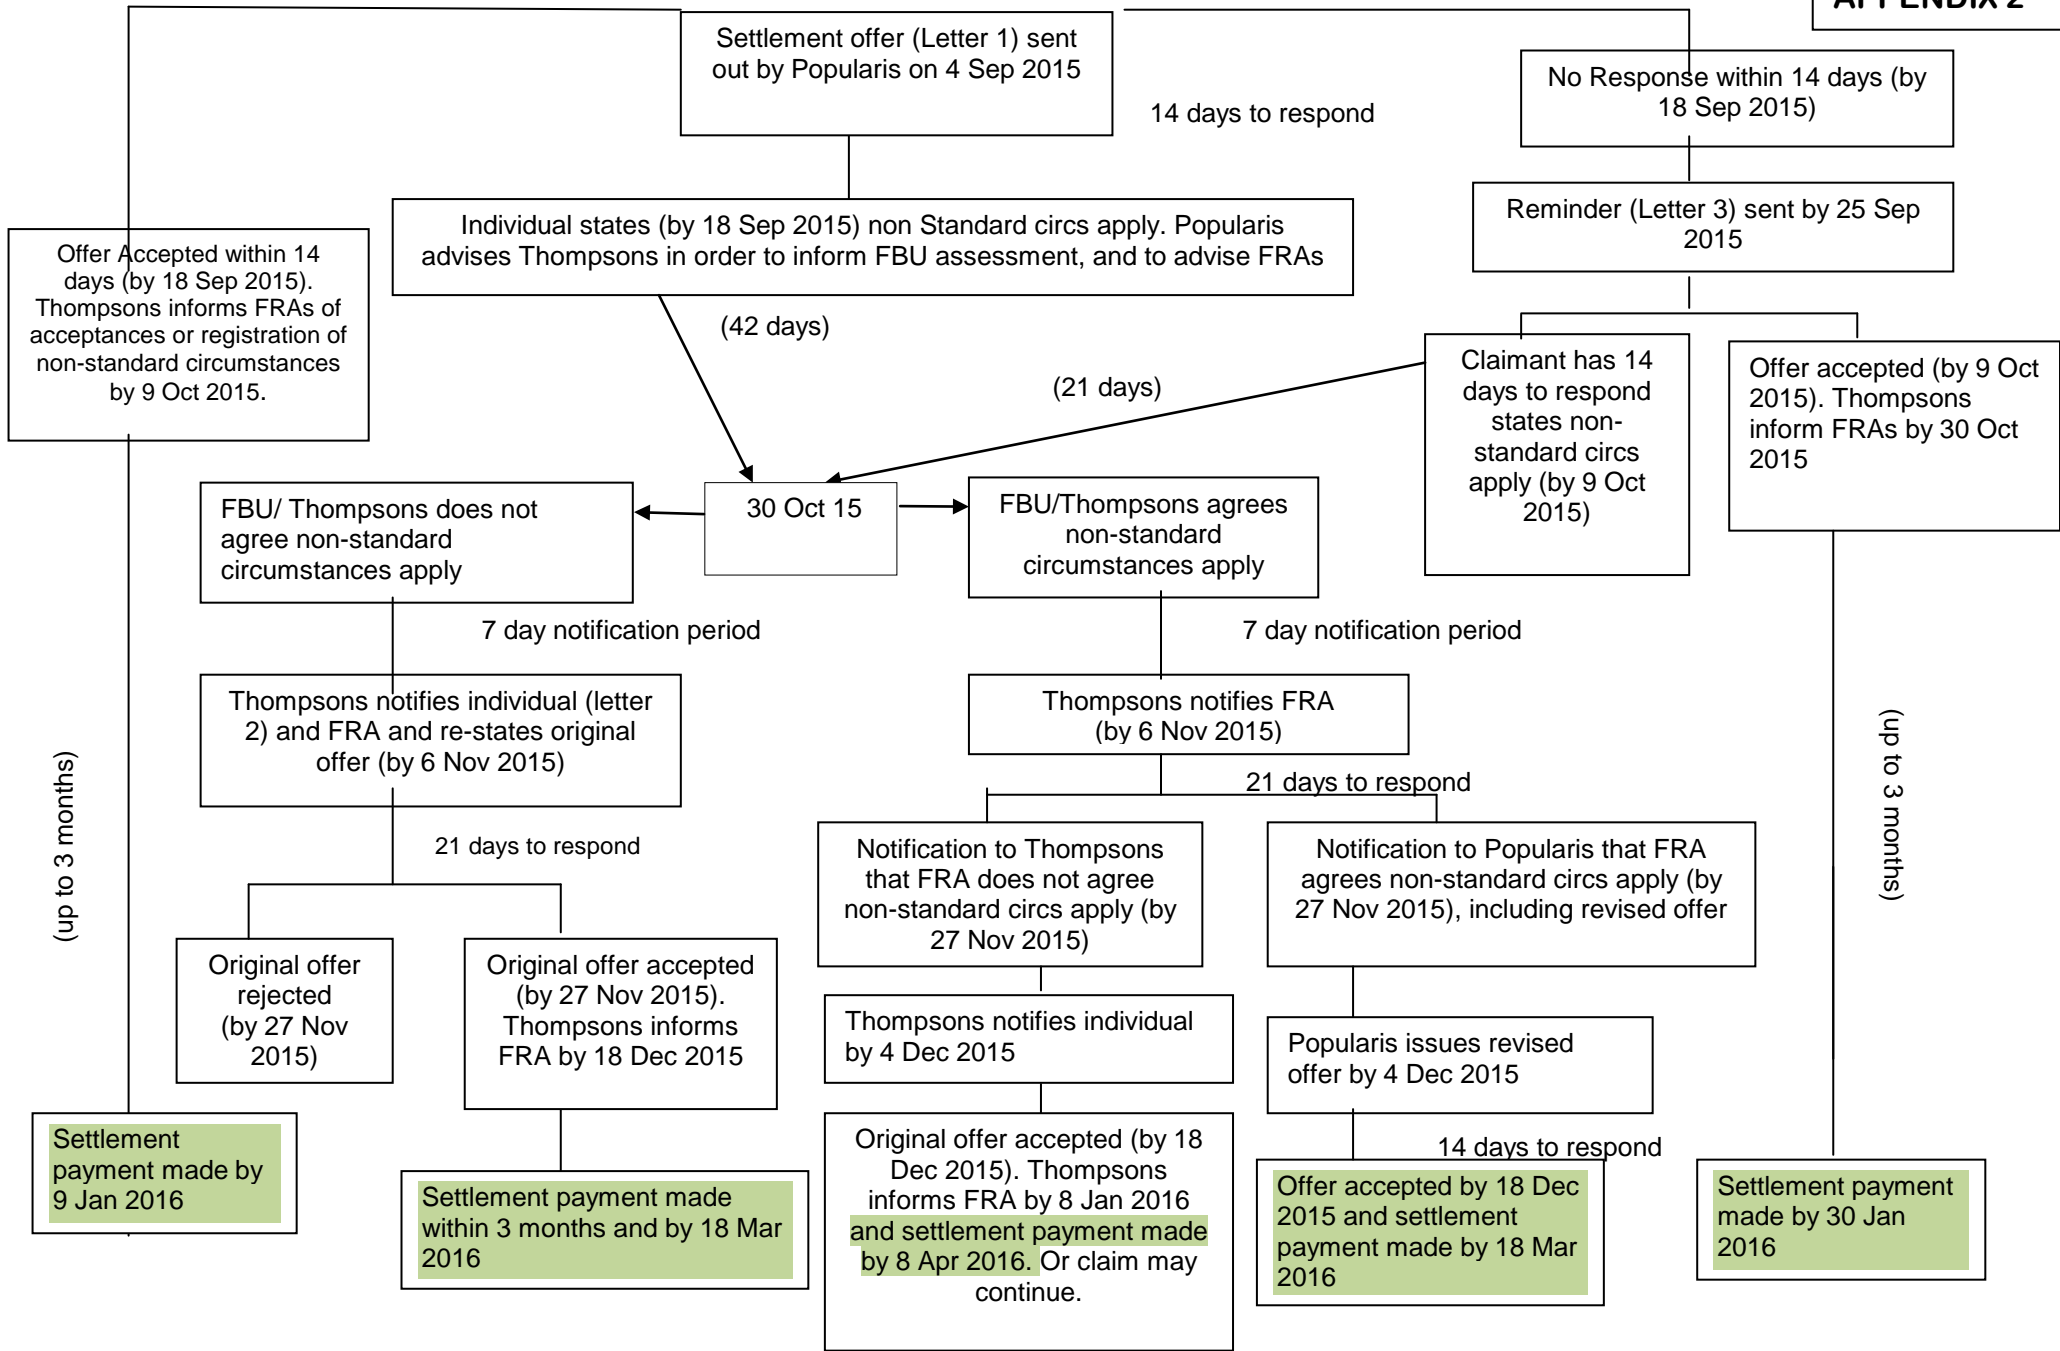 APPENDIX 2
Settlement offer (Letter 1) sent
out by Popularis on 4 Sep 2015
14 days to respond
No Response within 14 days (by
18 Sep 2015)
Reminder (Letter 3) sent by 25 Sep
2015
Individual states (by 18 Sep 2015) non Standard circs apply. Popularis
advises Thompsons in order to inform FBU assessment, and to advise FRAs
Offer Accepted within 14
days (by 18 Sep 2015).
Thompsons informs FRAs of
acceptances or registration of
non-standard circumstances
by 9 Oct 2015.
(42 days)
(21 days)
Claimant has 14
days to respond
states non-
standard circs
apply (by 9 Oct
2015)
Offer accepted (by 9 Oct
2015). Thompsons
inform FRAs by 30 Oct
2015
FBU/ Thompsons does not
agree non-standard
circumstances apply
30 Oct 15
FBU/Thompsons agrees
non-standard
circumstances apply
7 day notification period
7 day notification period
Thompsons notifies individual (letter
2) and FRA and re-states original
offer (by 6 Nov 2015)
Thompsons notifies FRA
(by 6 Nov 2015)
(up to 3 months)
(up to 3 months)
21 days to respond
21 days to respond
Notification to Thompsons
that FRA does not agree
non-standard circs apply (by
27 Nov 2015)
Notification to Popularis that FRA
agrees non-standard circs apply (by
27 Nov 2015), including revised offer
Original offer
rejected
(by 27 Nov
2015)
Original offer accepted
(by 27 Nov 2015).
Thompsons informs
FRA by 18 Dec 2015
Thompsons notifies individual
by 4 Dec 2015
Popularis issues revised
offer by 4 Dec 2015
14 days to respond
Settlement
payment made by
9 Jan 2016
Settlement payment made
within 3 months and by 18 Mar
2016
Original offer accepted (by 18
Dec 2015). Thompsons
informs FRA by 8 Jan 2016
and settlement payment made
by 8 Apr 2016. Or claim may
continue.
Offer accepted by 18 Dec
2015 and settlement
payment made by 18 Mar
2016
Settlement payment
made by 30 Jan
2016